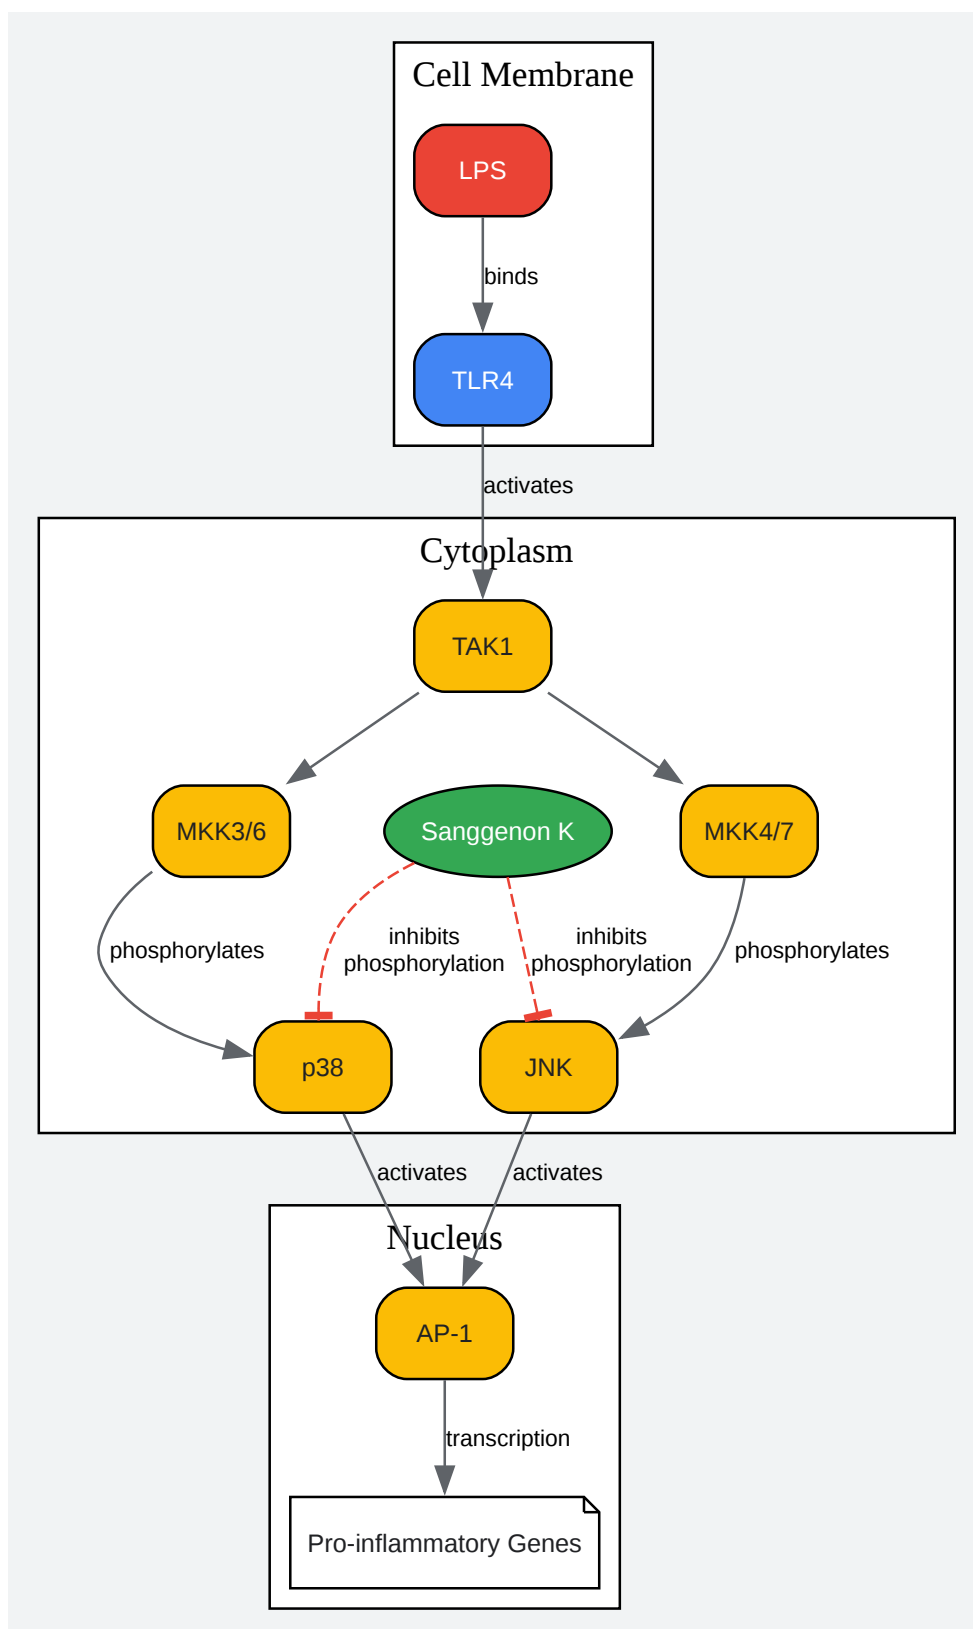 Cell Membrane
LPS
binds
TLR4
activates
Cytoplasm
TAK1
MKK3/6
Sanggenon K
MKK4/7
phosphorylates
inhibits
phosphorylation
inhibits
phosphorylation
phosphorylates
p38
JNK
activates
activates
Nucleus
AP-1
transcription
Pro-inflammatory Genes